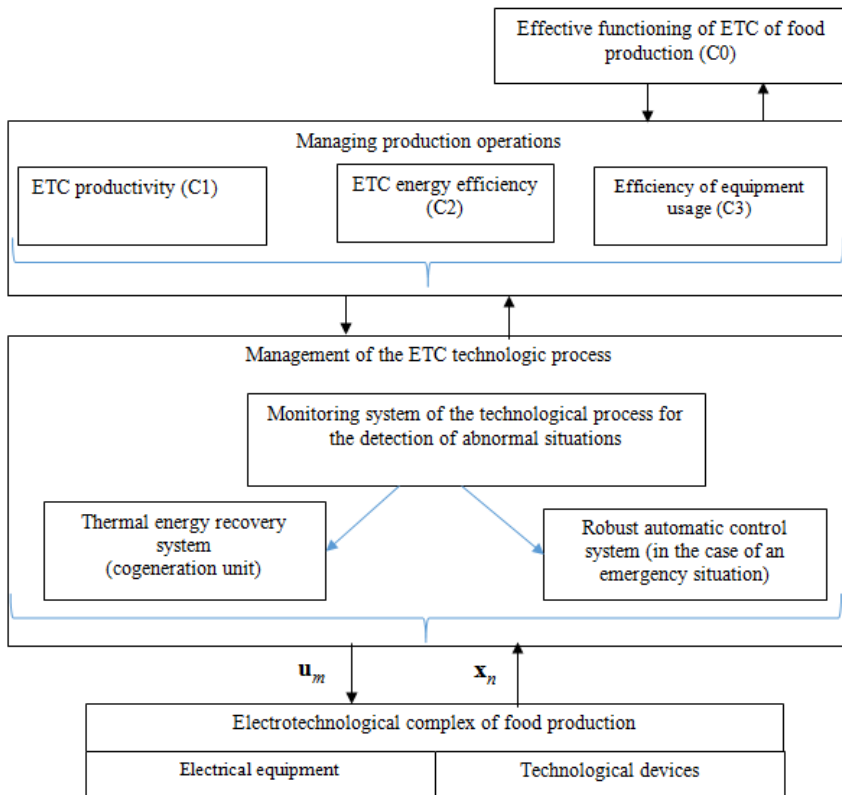 Effective functioning of ETC of food
production (C0)
Managing production operations
ETC productivity (C1)
ETC energy efficiency
(C2)
Efficiency of equipment
usage (C3)
Management of the ETC technologic process
Monitoring system of the technological process for
the detection of abnormal situations
Thermal energy recovery
system
(cogeneration unit)
Robust automatic control
system (in the case of an
emergency situation)
u_m
x_n
Electrotechnological complex of food production
Electrical equipment
Technological devices